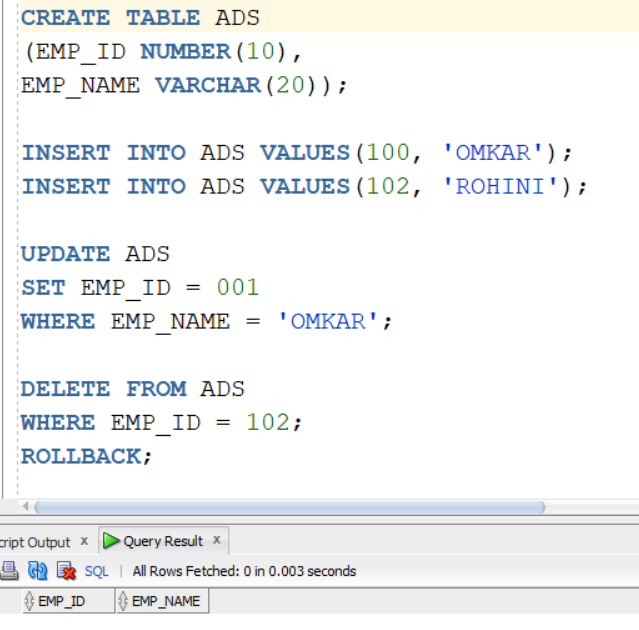 CREATE TABLE ADS
(EMP_ID NUMBER(10),
EMP_NAME VARCHAR(20));
INSERT INTO ADS VALUES(100, 'OMKAR');
INSERT INTO ADS VALUES(102, 'ROHINI');
UPDATE ADS
SET EMP_ID = 001
WHERE EMP_NAME = 'OMKAR';
DELETE FROM ADS
WHERE EMP_ID = 102;
ROLLBACK;
cript Output x Query Result x
SQL | All Rows Fetched: 0 in 0.003 seconds
EMP_ID EMP_NAME